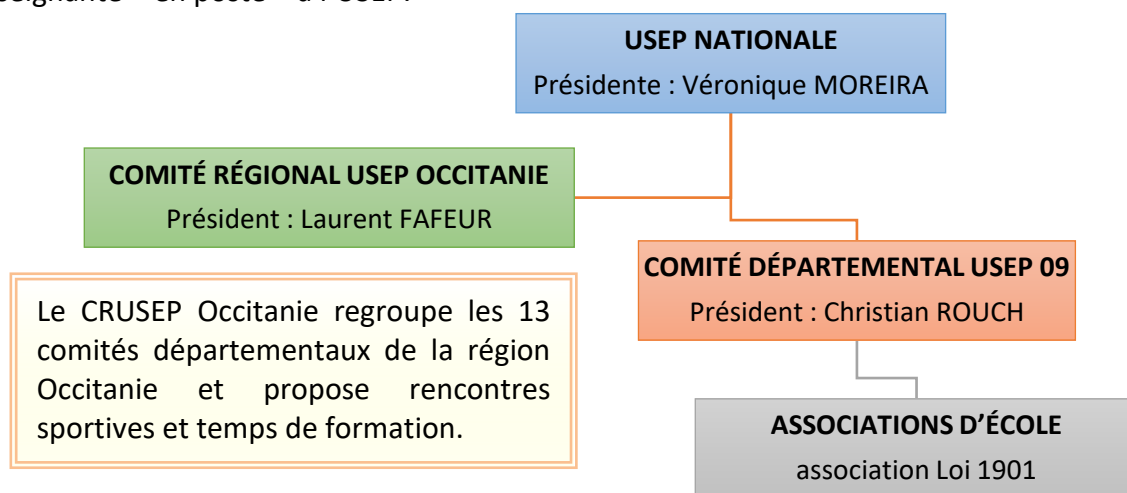 en poste
USEP NATIONALE
Présidente : Véronique MOREIRA
COMITÉ RÉGIONAL USEP OCCITANIE
Président : Laurent FAFEUR
COMITÉ DÉPARTEMENTAL USEP 09
Président : Christian ROUCH
Le CRUSEP Occitanie regroupe les 13
comités départementaux de la région
Occitanie et propose rencontres
sportives et temps de formation.
ASSOCIATIONS D’ÉCOLE
association Loi 1901